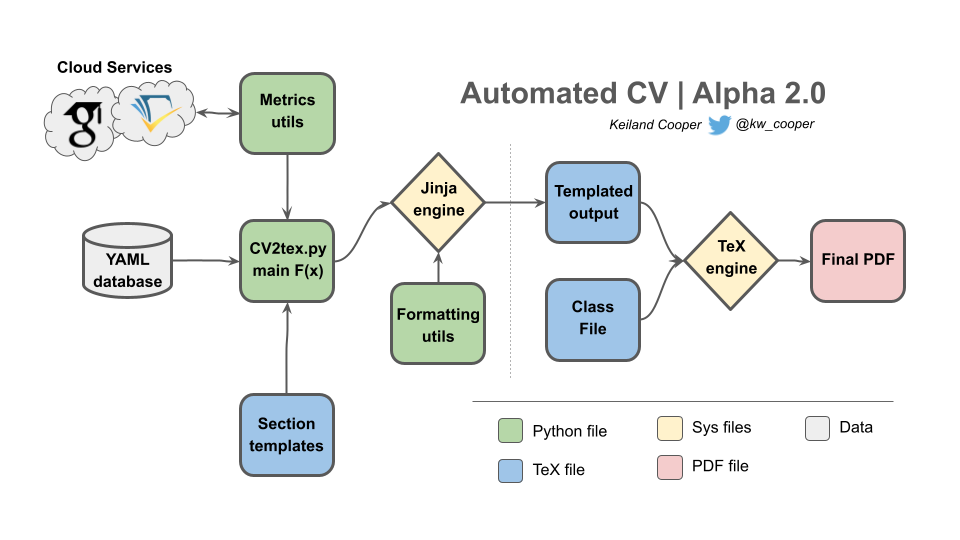 Cloud Services
Metrics
utils
Automated CV | Alpha 2.0
Keiland Cooper @kw_cooper
Jinja
engine
Templated
output
YAML
database
CV2tex.py
main F(x)
TeX
engine
Final PDF
Formatting
utils
Class
File
Section
templates
Python file
Sys files
Data
TeX file
PDF file